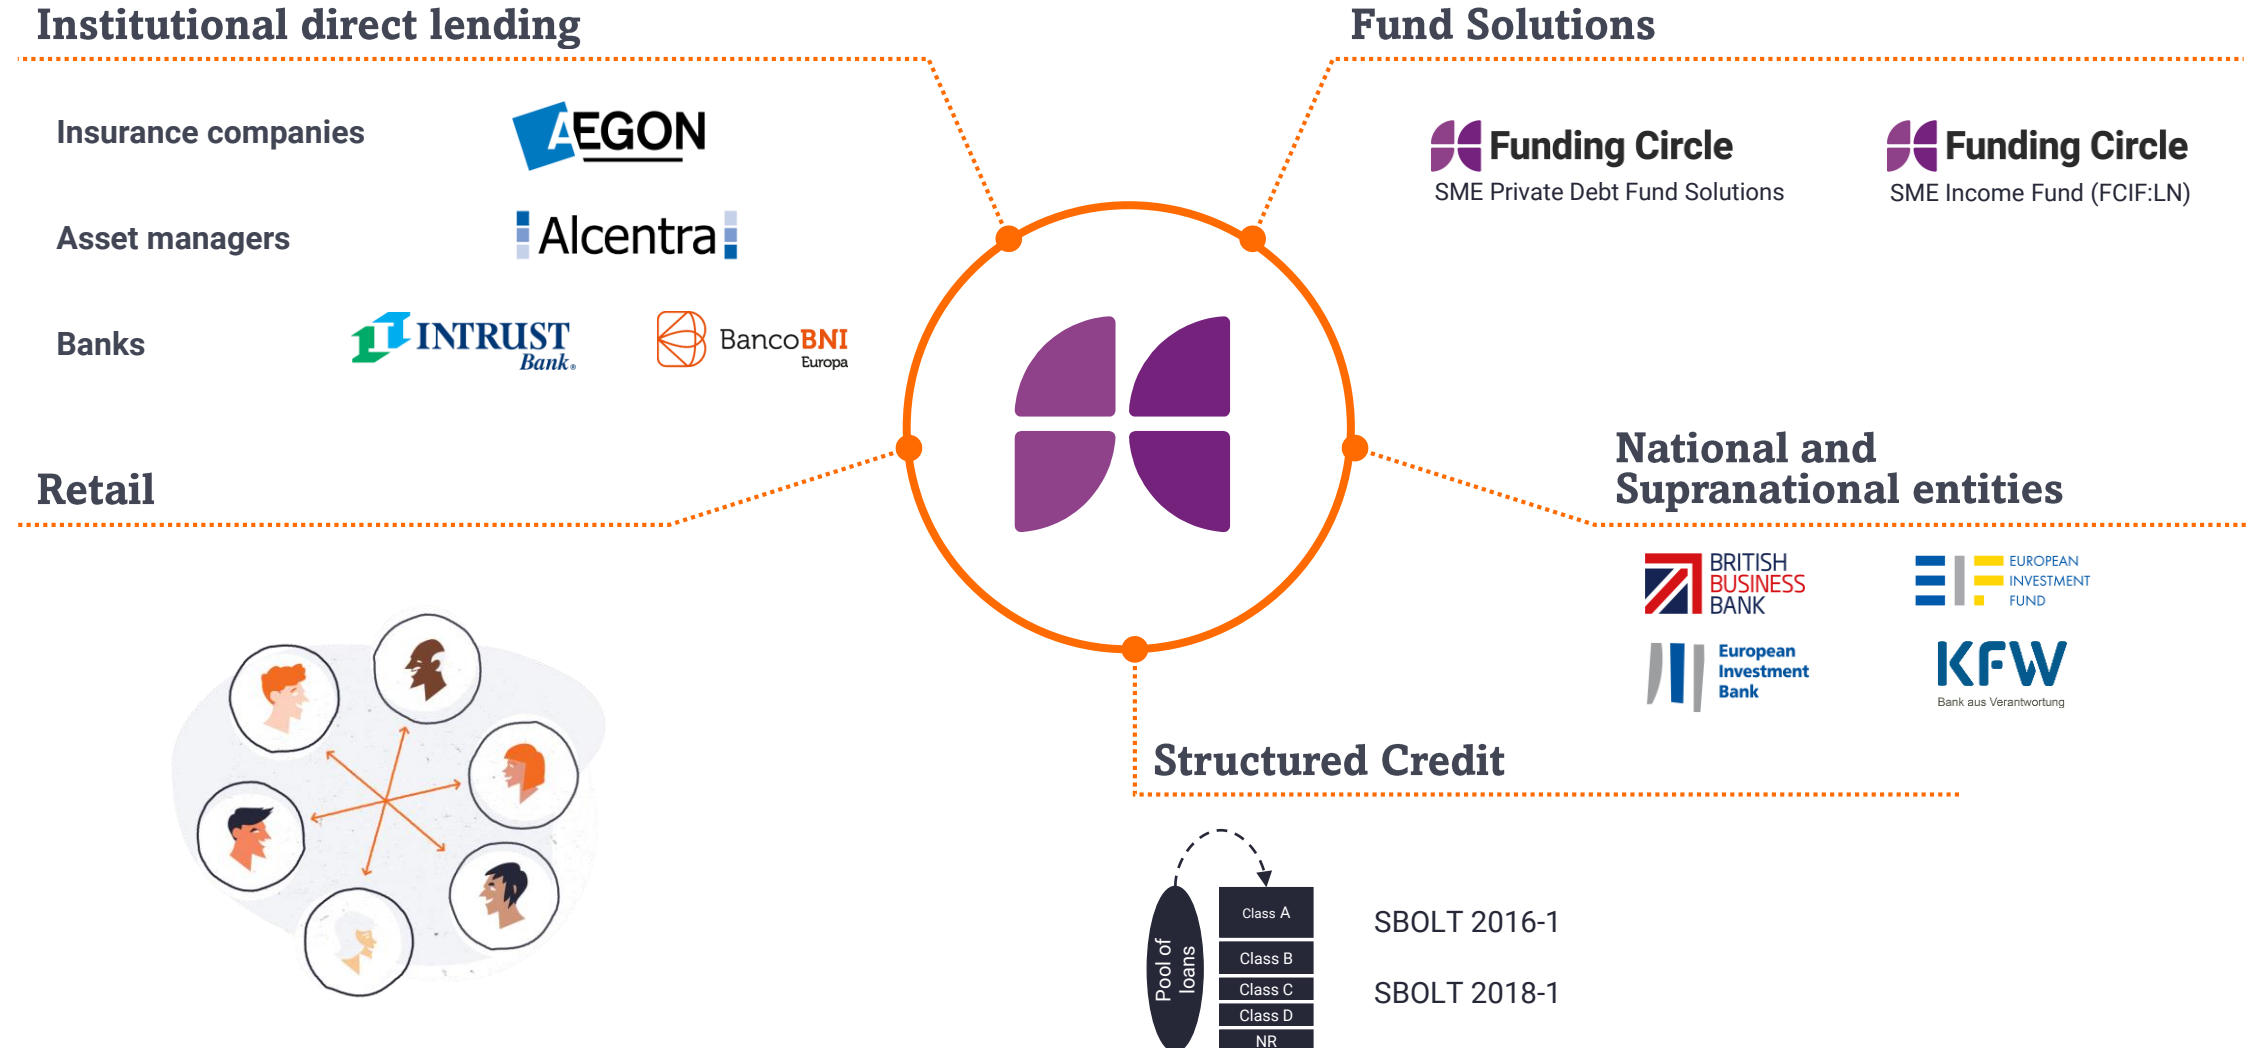 Institutional direct lending
Insurance companies
AEGON
Asset managers
Alcentra
Banks
INTRUST
Bank®
BancoBNI
Europa
Retail
Fund Solutions
Funding Circle
SME Private Debt Fund Solutions
Funding Circle
SME Income Fund (FCIF:LN)
National and
Supranational entities
BRITISH
BUSINESS
BANK
EUROPEAN
INVESTMENT
FUND
European
Investment
Bank
KFW
Bank aus Verantwortung
Structured Credit
Pool of
loans
Class A
Class B
Class C
Class D
NR
SBOLT 2016-1
SBOLT 2018-1